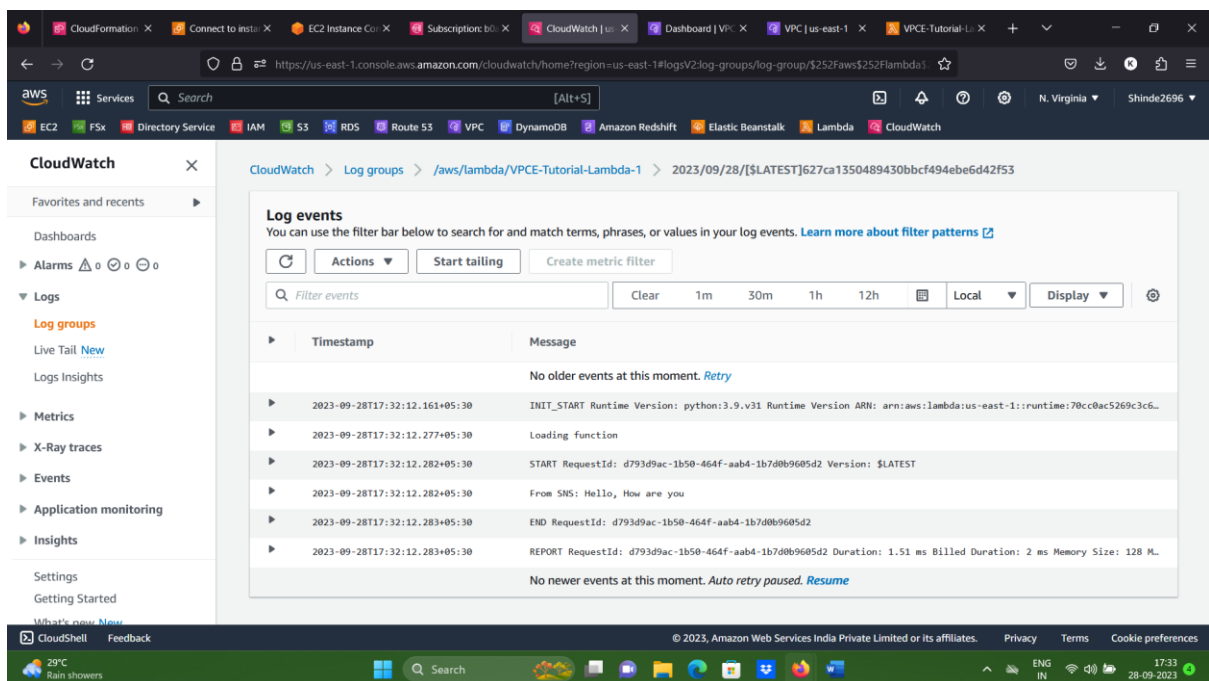 CloudFormation
Connect to instan
EC2 Instance Con
Subscription: b0a
CloudWatch | us-
Dashboard | VPC
VPC | us-east-1
VPCE-Tutorial-La
https://us-east-1.console.aws.amazon.com/cloudwatch/home?region=us-east-1#logsV2:log-groups/log-group/$252Faws$252Flambda$
aws Services Search [Alt+S] N. Virginia ▼ Shinde2696 ▼
EC2 FSx Directory Service IAM S3 RDS Route 53 VPC DynamoDB Amazon Redshift Elastic Beanstalk Lambda CloudWatch
CloudWatch
Favorites and recents
Dashboards
Alarms 0 0 0
Logs
Log groups
Live Tail New
Logs Insights
Metrics
X-Ray traces
Events
Application monitoring
Insights
Settings
Getting Started
What's new New
CloudWatch > Log groups > /aws/lambda/VPCE-Tutorial-Lambda-1 > 2023/09/28/[$LATEST]627ca1350489430bbcf494ebe6d42f53
Log events
You can use the filter bar below to search for and match terms, phrases, or values in your log events. Learn more about filter patterns
Actions ▼ Start tailing Create metric filter
Filter events Clear 1m 30m 1h 12h Local ▼ Display ▼
Timestamp Message
No older events at this moment. Retry
2023-09-28T17:32:12.161+05:30 INIT_START Runtime Version: python:3.9.v31 Runtime Version ARN: arn:aws:lambda:us-east-1::runtime:70cc0ac5269c3c6…
2023-09-28T17:32:12.277+05:30 Loading function
2023-09-28T17:32:12.282+05:30 START RequestId: d793d9ac-1b50-464f-aab4-1b7d0b9605d2 Version: $LATEST
2023-09-28T17:32:12.282+05:30 From SNS: Hello, How are you
2023-09-28T17:32:12.283+05:30 END RequestId: d793d9ac-1b50-464f-aab4-1b7d0b9605d2
2023-09-28T17:32:12.283+05:30 REPORT RequestId: d793d9ac-1b50-464f-aab4-1b7d0b9605d2 Duration: 1.51 ms Billed Duration: 2 ms Memory Size: 128 M…
No newer events at this moment. Auto retry paused. Resume
CloudShell Feedback © 2023, Amazon Web Services India Private Limited or its affiliates. Privacy Terms Cookie preferences
29°C
Rain showers
Search
ENG
IN
17:33
28-09-2023
4